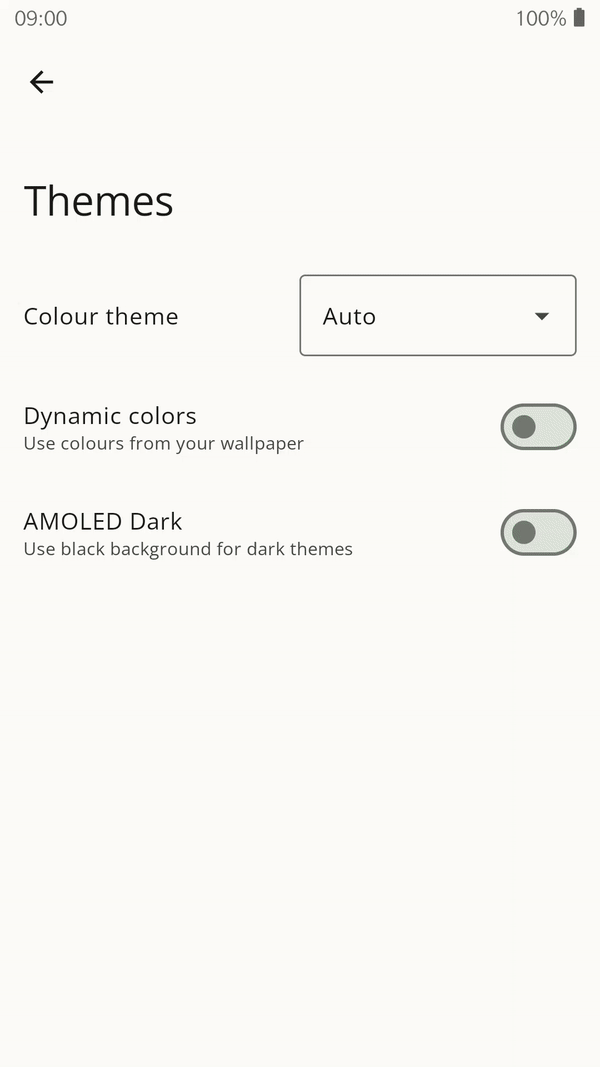 09:00
100%
Themes
Colour theme
Auto
Dynamic colors
Use colours from your wallpaper
AMOLED Dark
Use black background for dark themes